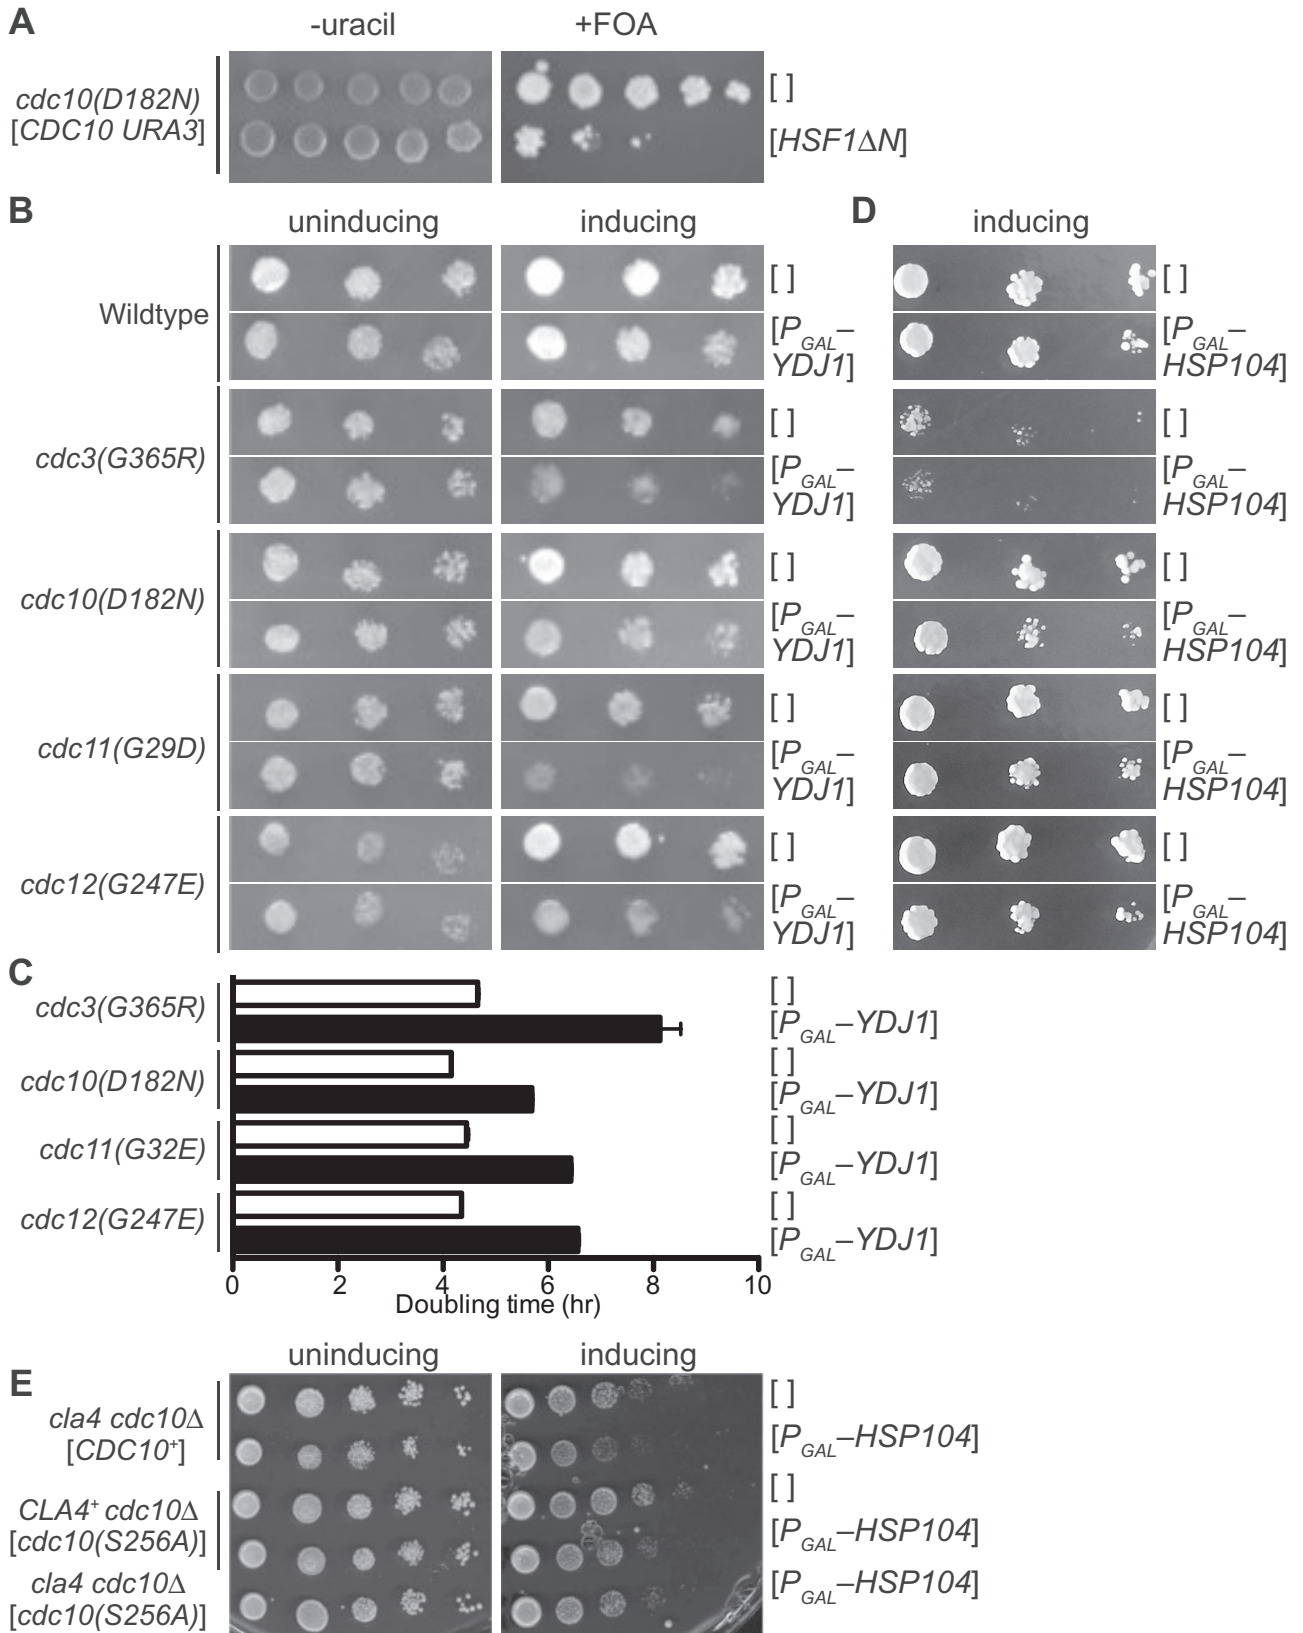 A
-uracil +FOA
cdc10(D182N)
[CDC10 URA3]
[ ]
[HSF1ΔN]
B
uninducing inducing
Wildtype
[ ]
[P_GAL–
YDJ1]
cdc3(G365R)
[ ]
[P_GAL–
YDJ1]
cdc10(D182N)
[ ]
[P_GAL–
YDJ1]
cdc11(G29D)
[ ]
[P_GAL–
YDJ1]
cdc12(G247E)
[ ]
[P_GAL–
YDJ1]
D
inducing
[ ]
[P_GAL–
HSP104]
[ ]
[P_GAL–
HSP104]
[ ]
[P_GAL–
HSP104]
[ ]
[P_GAL–
HSP104]
[ ]
[P_GAL–
HSP104]
C
cdc3(G365R)
[ ]
[P_GAL–YDJ1]
cdc10(D182N)
[ ]
[P_GAL–YDJ1]
cdc11(G32E)
[ ]
[P_GAL–YDJ1]
cdc12(G247E)
[ ]
[P_GAL–YDJ1]
0 2 4 6 8 10
Doubling time (hr)
E
uninducing inducing
cla4 cdc10Δ
[CDC10⁺]
[ ]
[P_GAL–HSP104]
CLA4⁺ cdc10Δ
[cdc10(S256A)]
[ ]
[P_GAL–HSP104]
cla4 cdc10Δ
[cdc10(S256A)]
[P_GAL–HSP104]